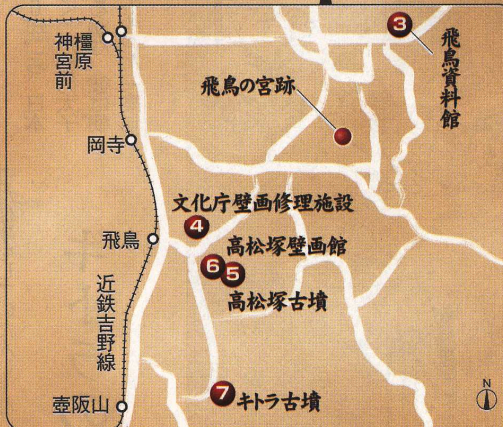 橿原
神宮前
岡寺
飛鳥
近鉄吉野線
壺阪山
3
飛鳥資料館
飛鳥の宮跡
文化庁壁画修理施設
4
高松塚壁画館
6
5
高松塚古墳
7
キトラ古墳
N